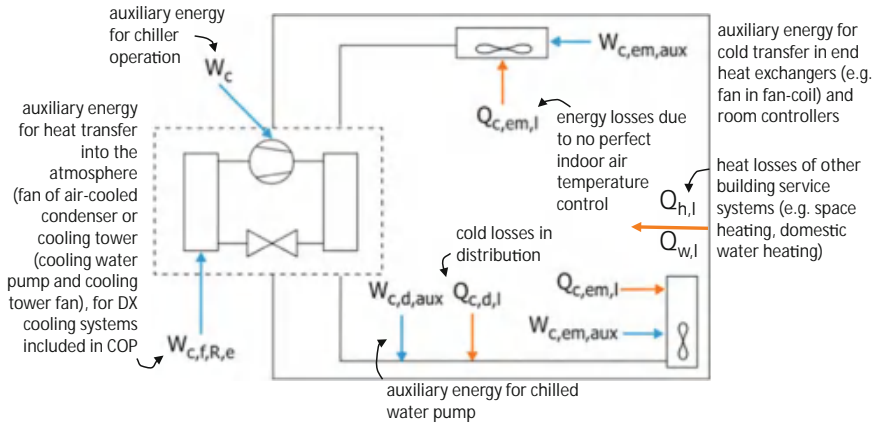 auxiliary energy
for chiller
operation
W_c
auxiliary energy
for heat transfer
into the
atmosphere
(fan of air-cooled
condenser or
cooling tower
(cooling water
pump and cooling
tower fan), for DX
cooling systems
included in COP
W_c,f,R,e
W_c,em,aux
auxiliary energy for
cold transfer in end
heat exchangers (e.g.
fan in fan-coil) and
room controllers
Q_c,em,l
energy losses due
to no perfect
indoor air
temperature
control
Q_h,l
Q_w,l
heat losses of other
building service
systems (e.g. space
heating, domestic
water heating)
cold losses in
distribution
W_c,d,aux
Q_c,d,l
Q_c,em,l
W_c,em,aux
auxiliary energy for chilled
water pump